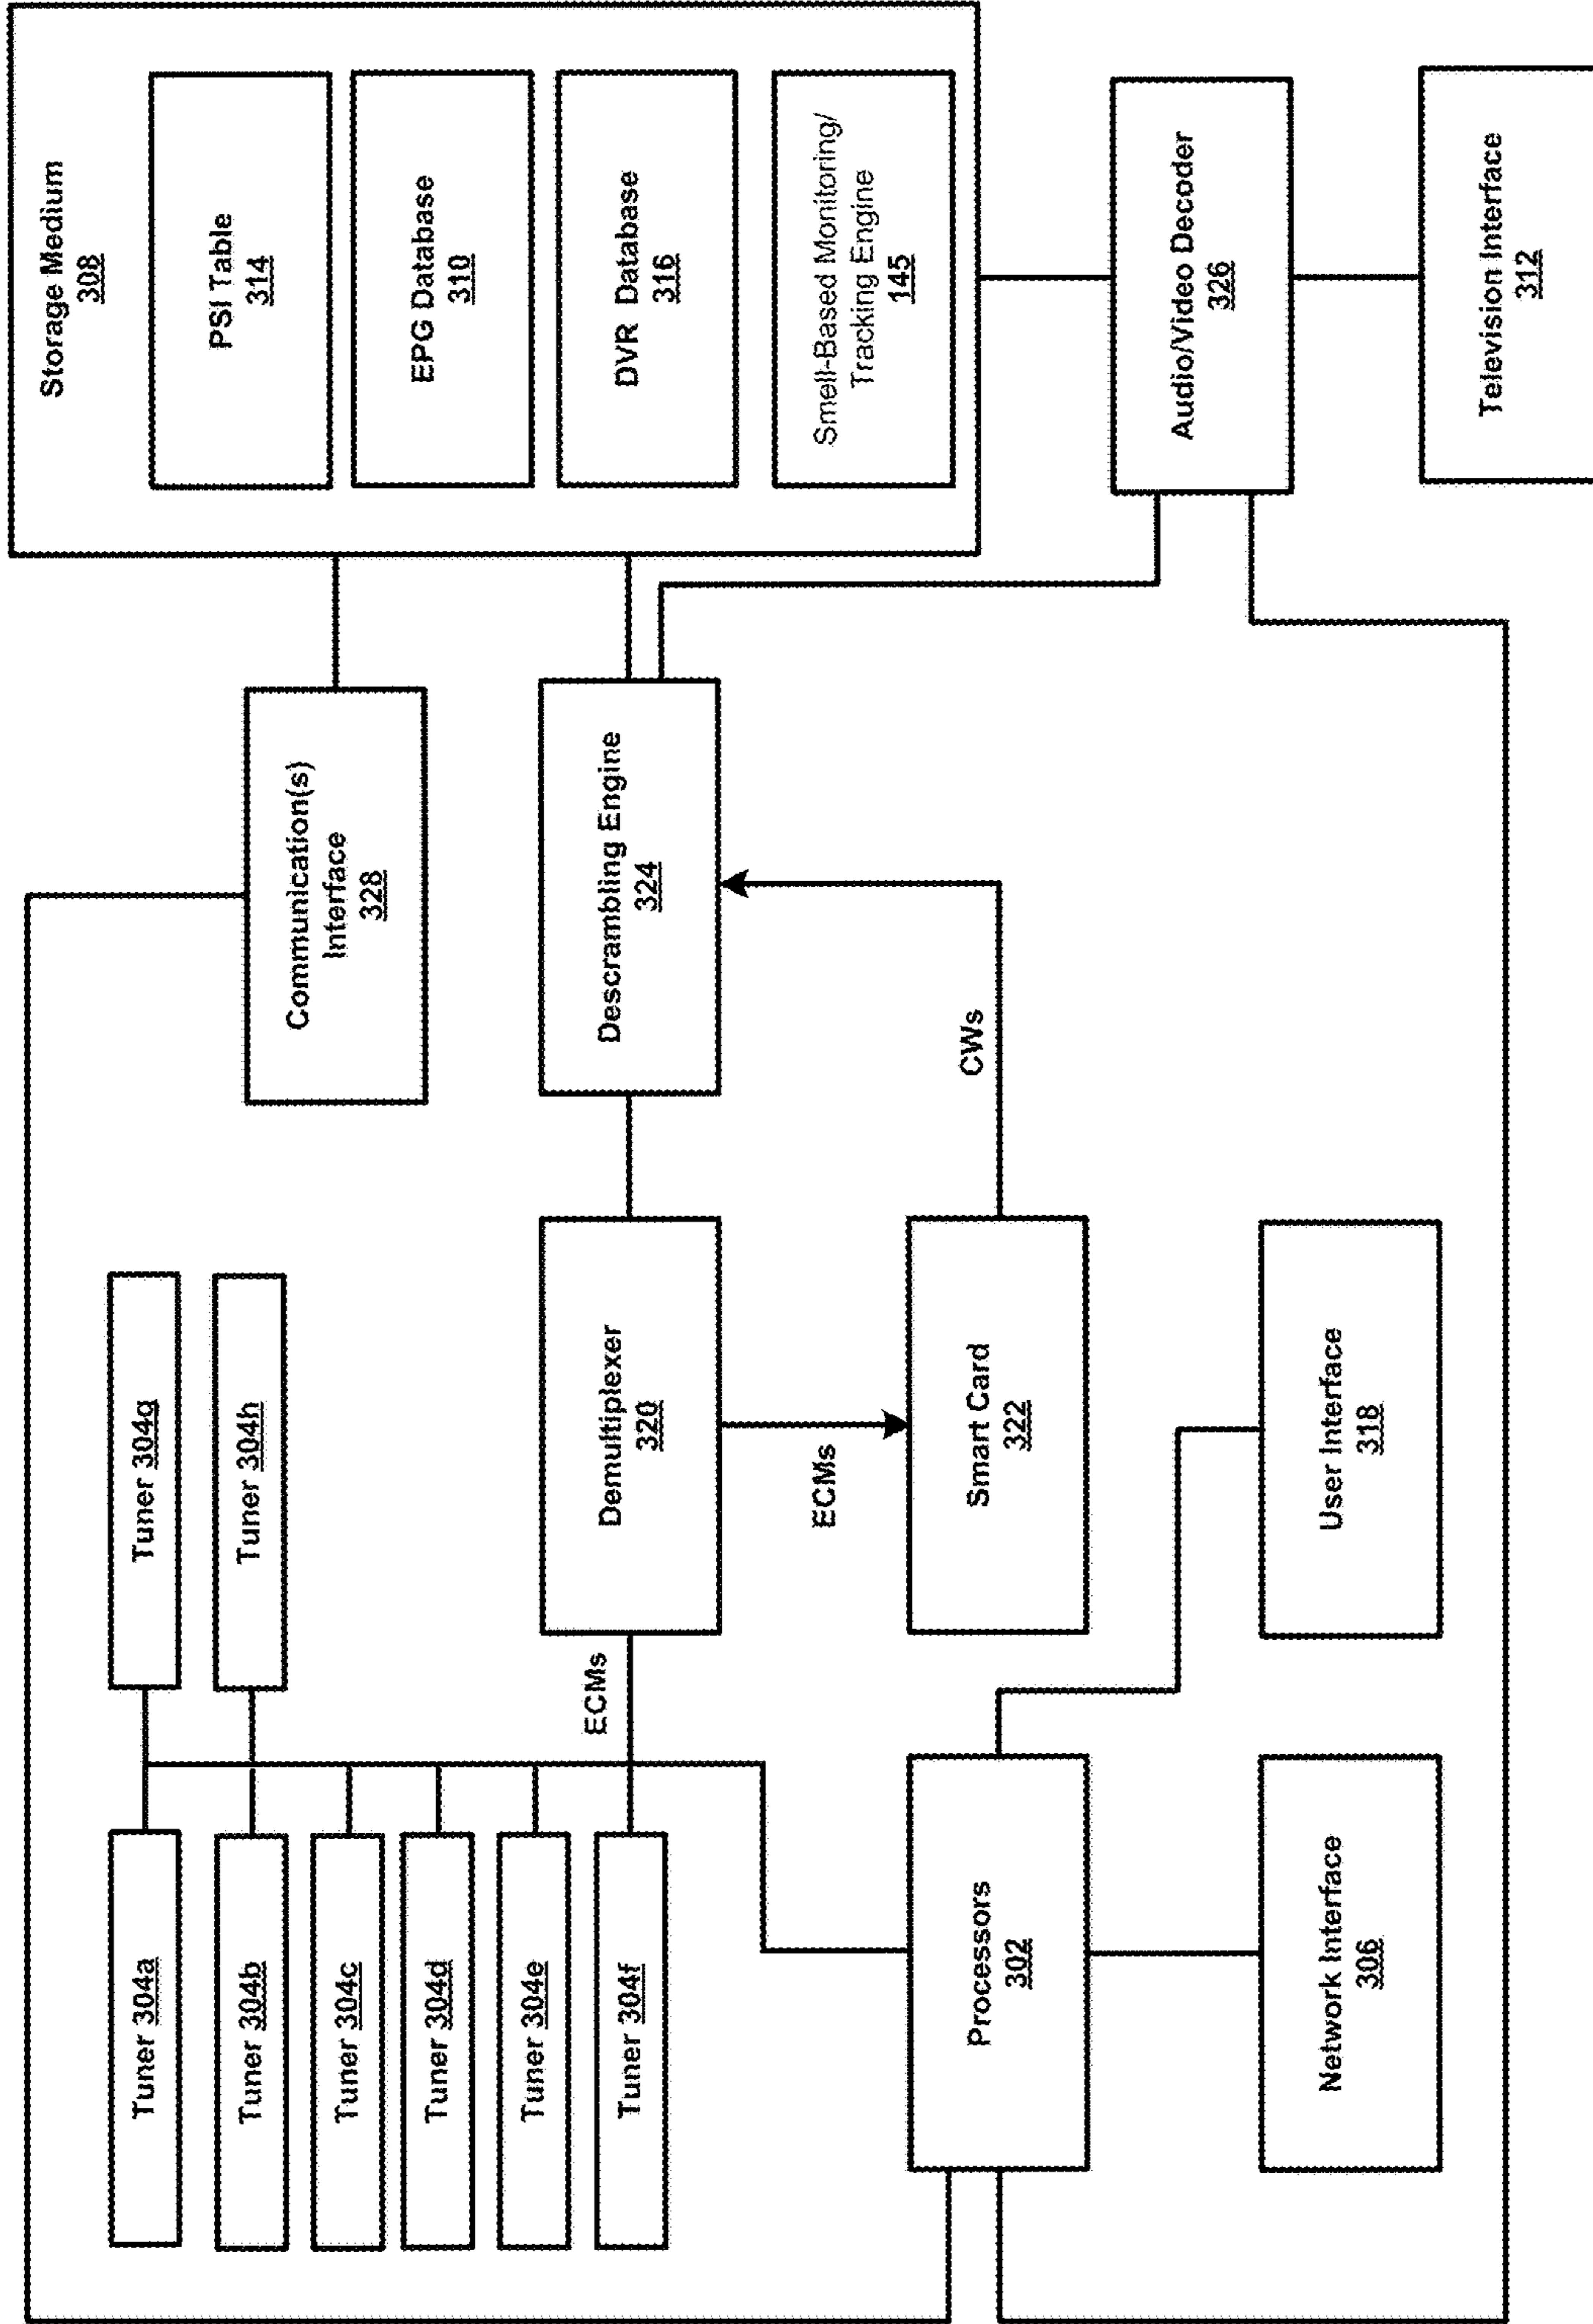 Tuner 304a
Tuner 304b
Tuner 304c
Tuner 304d
Tuner 304e
Tuner 304f
Tuner 304g
Tuner 304h
ECMs
Demultiplexer
320
ECMs
Smart Card
322
CWs
Communication(s)
Interface
328
Descrambling Engine
324
Processors
302
Network Interface
306
User Interface
318
Storage Medium
308
PSI Table
314
EPG Database
310
DVR Database
316
Smell-Based Monitoring/
Tracking Engine
145
Audio/Video Decoder
326
Television Interface
312